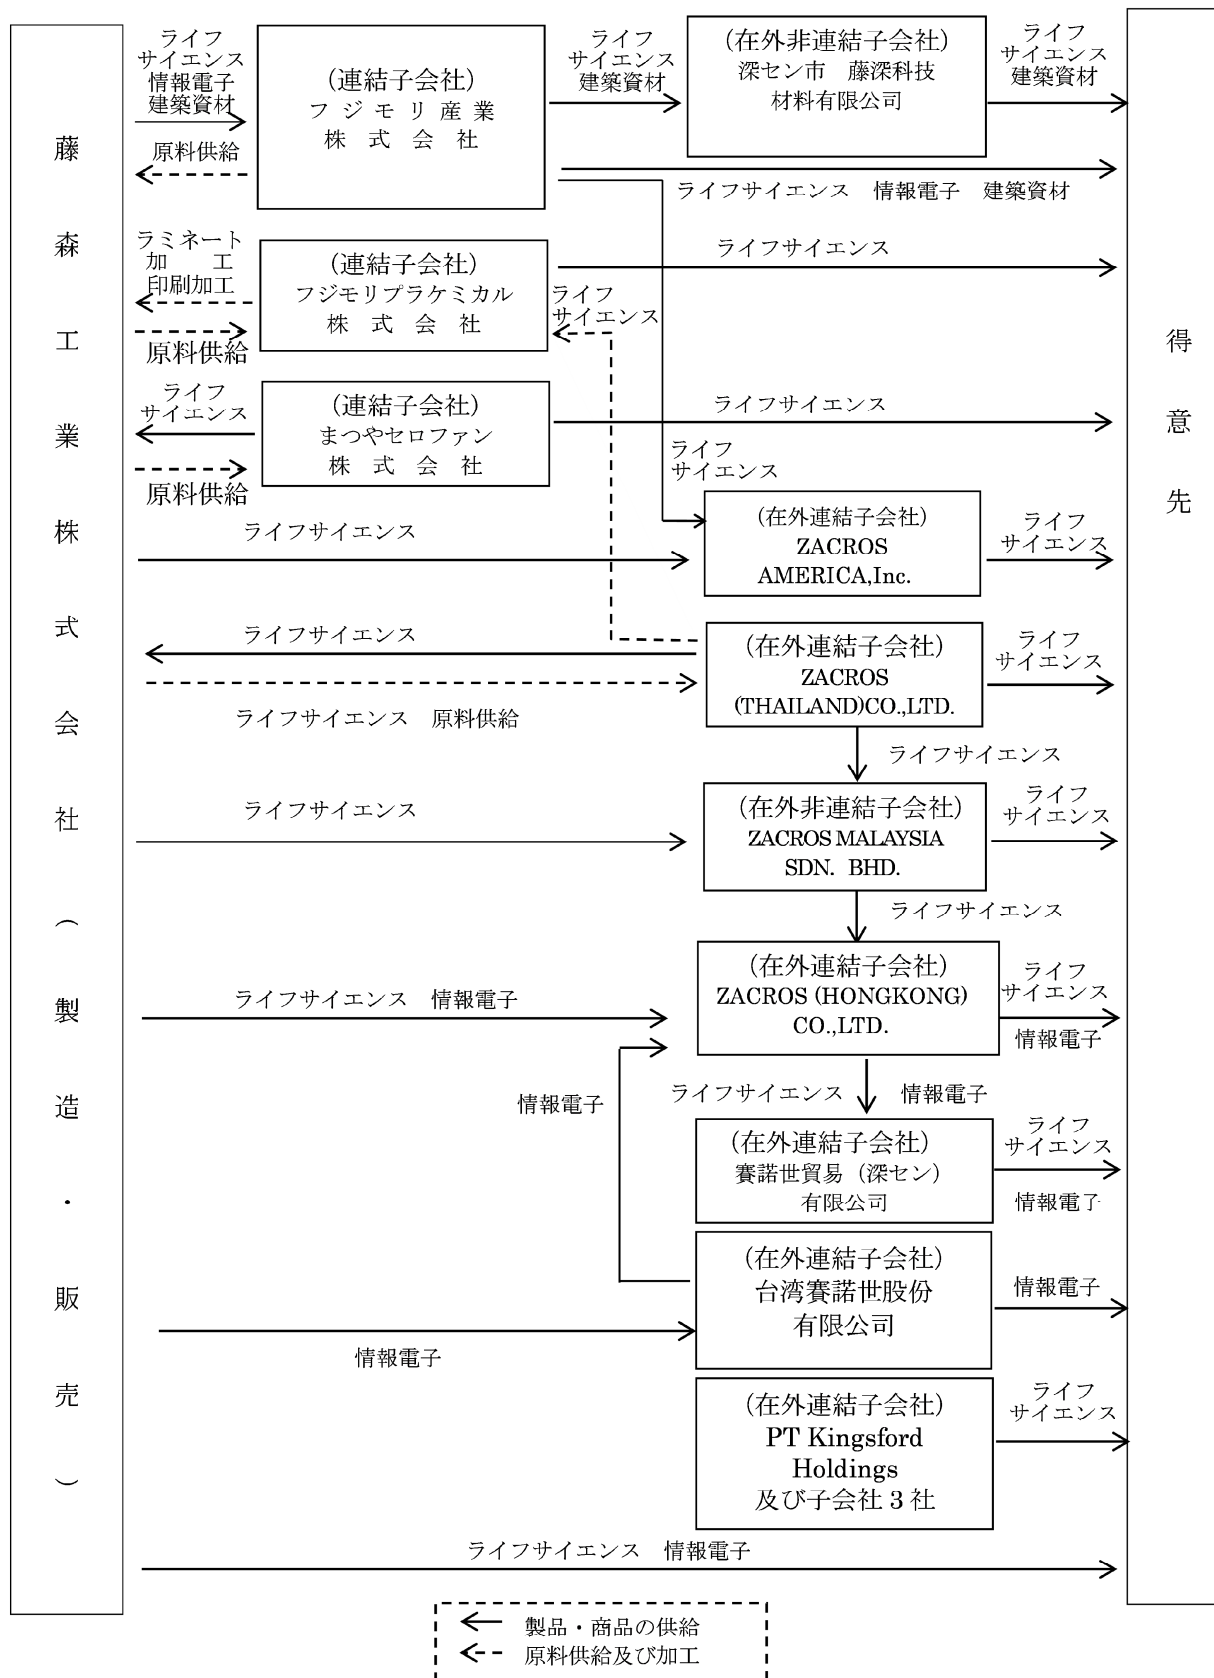 藤森工業株式会社(製造・販売)
ライフ
サイエンス
情報電子
建築資材
原料供給
(連結子会社)
フジモリ産業
株式会社
ライフ
サイエンス
建築資材
(在外非連結子会社)
深セン市 藤深科技
材料有限公司
ライフ
サイエンス
建築資材
ライフサイエンス 情報電子 建築資材
ラミネート
加 工
印刷加工
原料供給
(連結子会社)
フジモリプラケミカル
株式会社
ライフサイエンス
ライフ
サイエンス
ライフ
サイエンス
原料供給
(連結子会社)
まつやセロファン
株式会社
ライフサイエンス
ライフ
サイエンス
ライフサイエンス
(在外連結子会社)
ZACROS
AMERICA,Inc.
ライフ
サイエンス
ライフサイエンス
ライフサイエンス 原料供給
(在外連結子会社)
ZACROS
(THAILAND)CO.,LTD.
ライフ
サイエンス
ライフサイエンス
ライフサイエンス
(在外非連結子会社)
ZACROS MALAYSIA
SDN. BHD.
ライフ
サイエンス
ライフサイエンス
ライフサイエンス 情報電子
(在外連結子会社)
ZACROS (HONGKONG)
CO.,LTD.
ライフ
サイエンス
情報電子
情報電子
ライフサイエンス 情報電子
(在外連結子会社)
賽諾世貿易(深セン)
有限公司
ライフ
サイエンス
情報電子
(在外連結子会社)
台湾賽諾世股份
有限公司
情報電子
情報電子
(在外連結子会社)
PT Kingsford
Holdings
及び子会社3社
ライフ
サイエンス
ライフサイエンス 情報電子
得意先
製品・商品の供給
原料供給及び加工